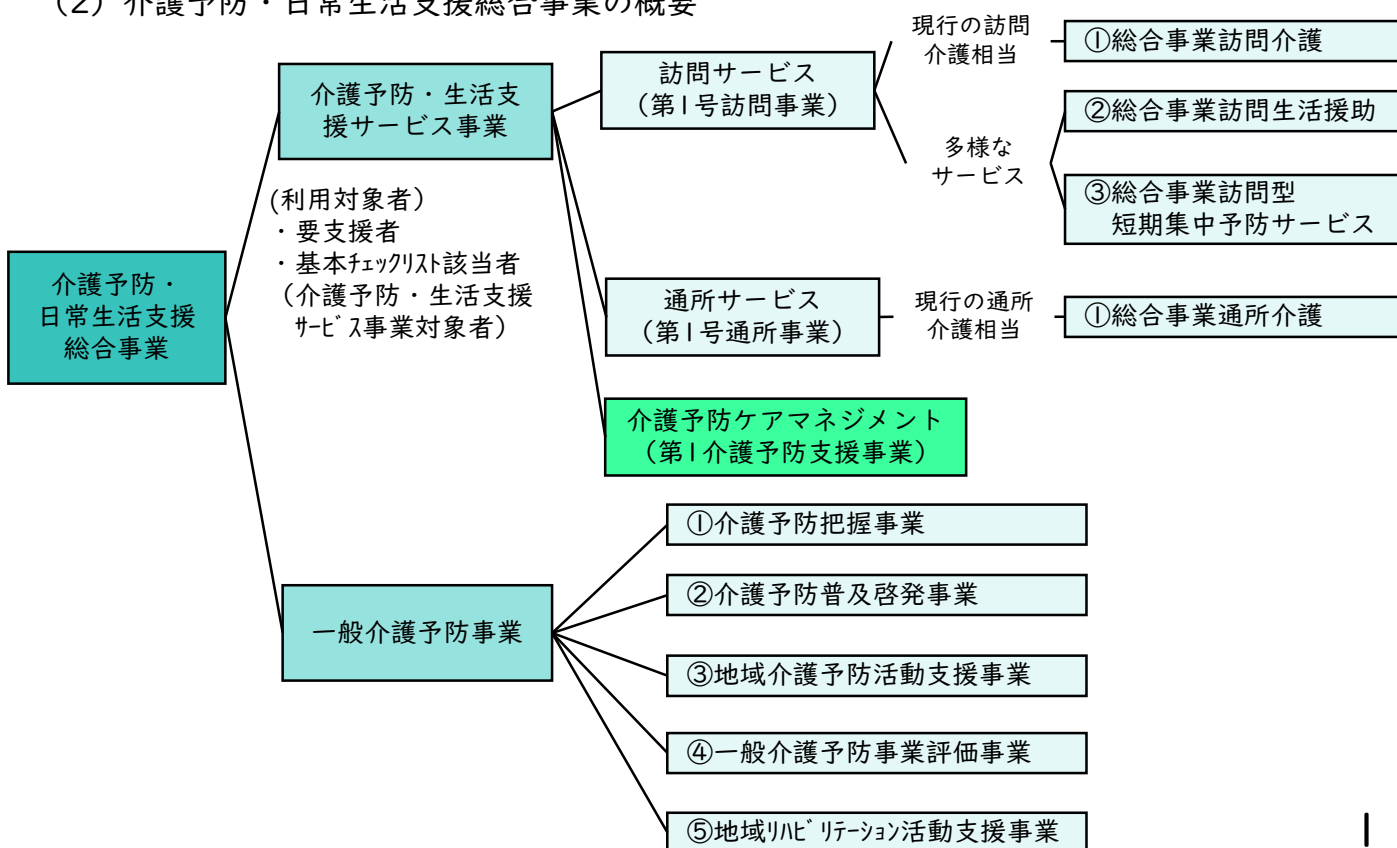 （2）介護予防・日常生活支援総合事業の概要
現行の訪問
介護相当
①総合事業訪問介護
訪問サービス
（第1号訪問事業）
介護予防・生活支
援サービス事業
②総合事業訪問生活援助
多様な
サービス
③総合事業訪問型
短期集中予防サービス
(利用対象者）
・要支援者
・基本ﾁｪｯｸﾘｽﾄ該当者
（介護予防・生活支援
ｻｰﾋﾞｽ事業対象者）
介護予防・
日常生活支援
総合事業
通所サービス
（第1号通所事業）
現行の通所
介護相当
①総合事業通所介護
介護予防ケアマネジメント
（第1介護予防支援事業）
①介護予防把握事業
②介護予防普及啓発事業
一般介護予防事業
③地域介護予防活動支援事業
④一般介護予防事業評価事業
⑤地域ﾘﾊﾋﾞﾘﾃｰｼｮﾝ活動支援事業
1